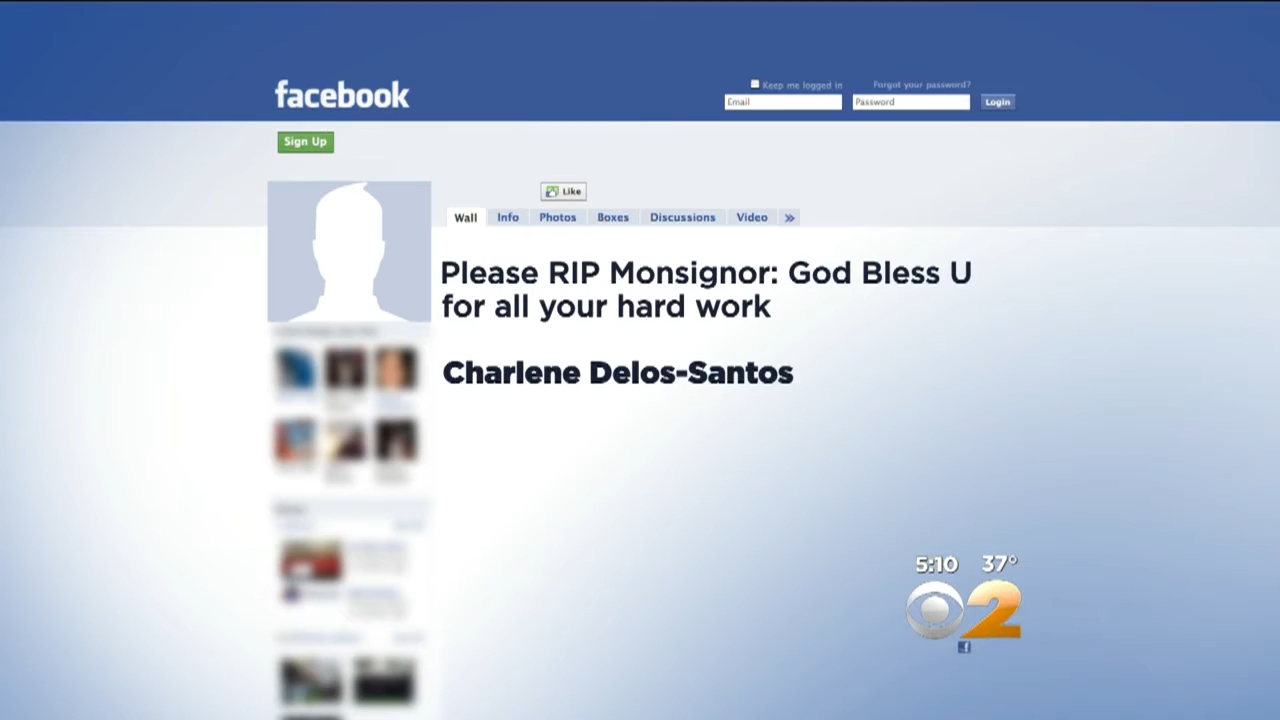 facebook
Keep me logged in
Forgot your password?
Email
Password
Login
Sign Up
Like
Wall
Info
Photos
Boxes
Discussions
Video
»
Please RIP Monsignor: God Bless U
for all your hard work
Charlene Delos-Santos
5:10 37°
2
f